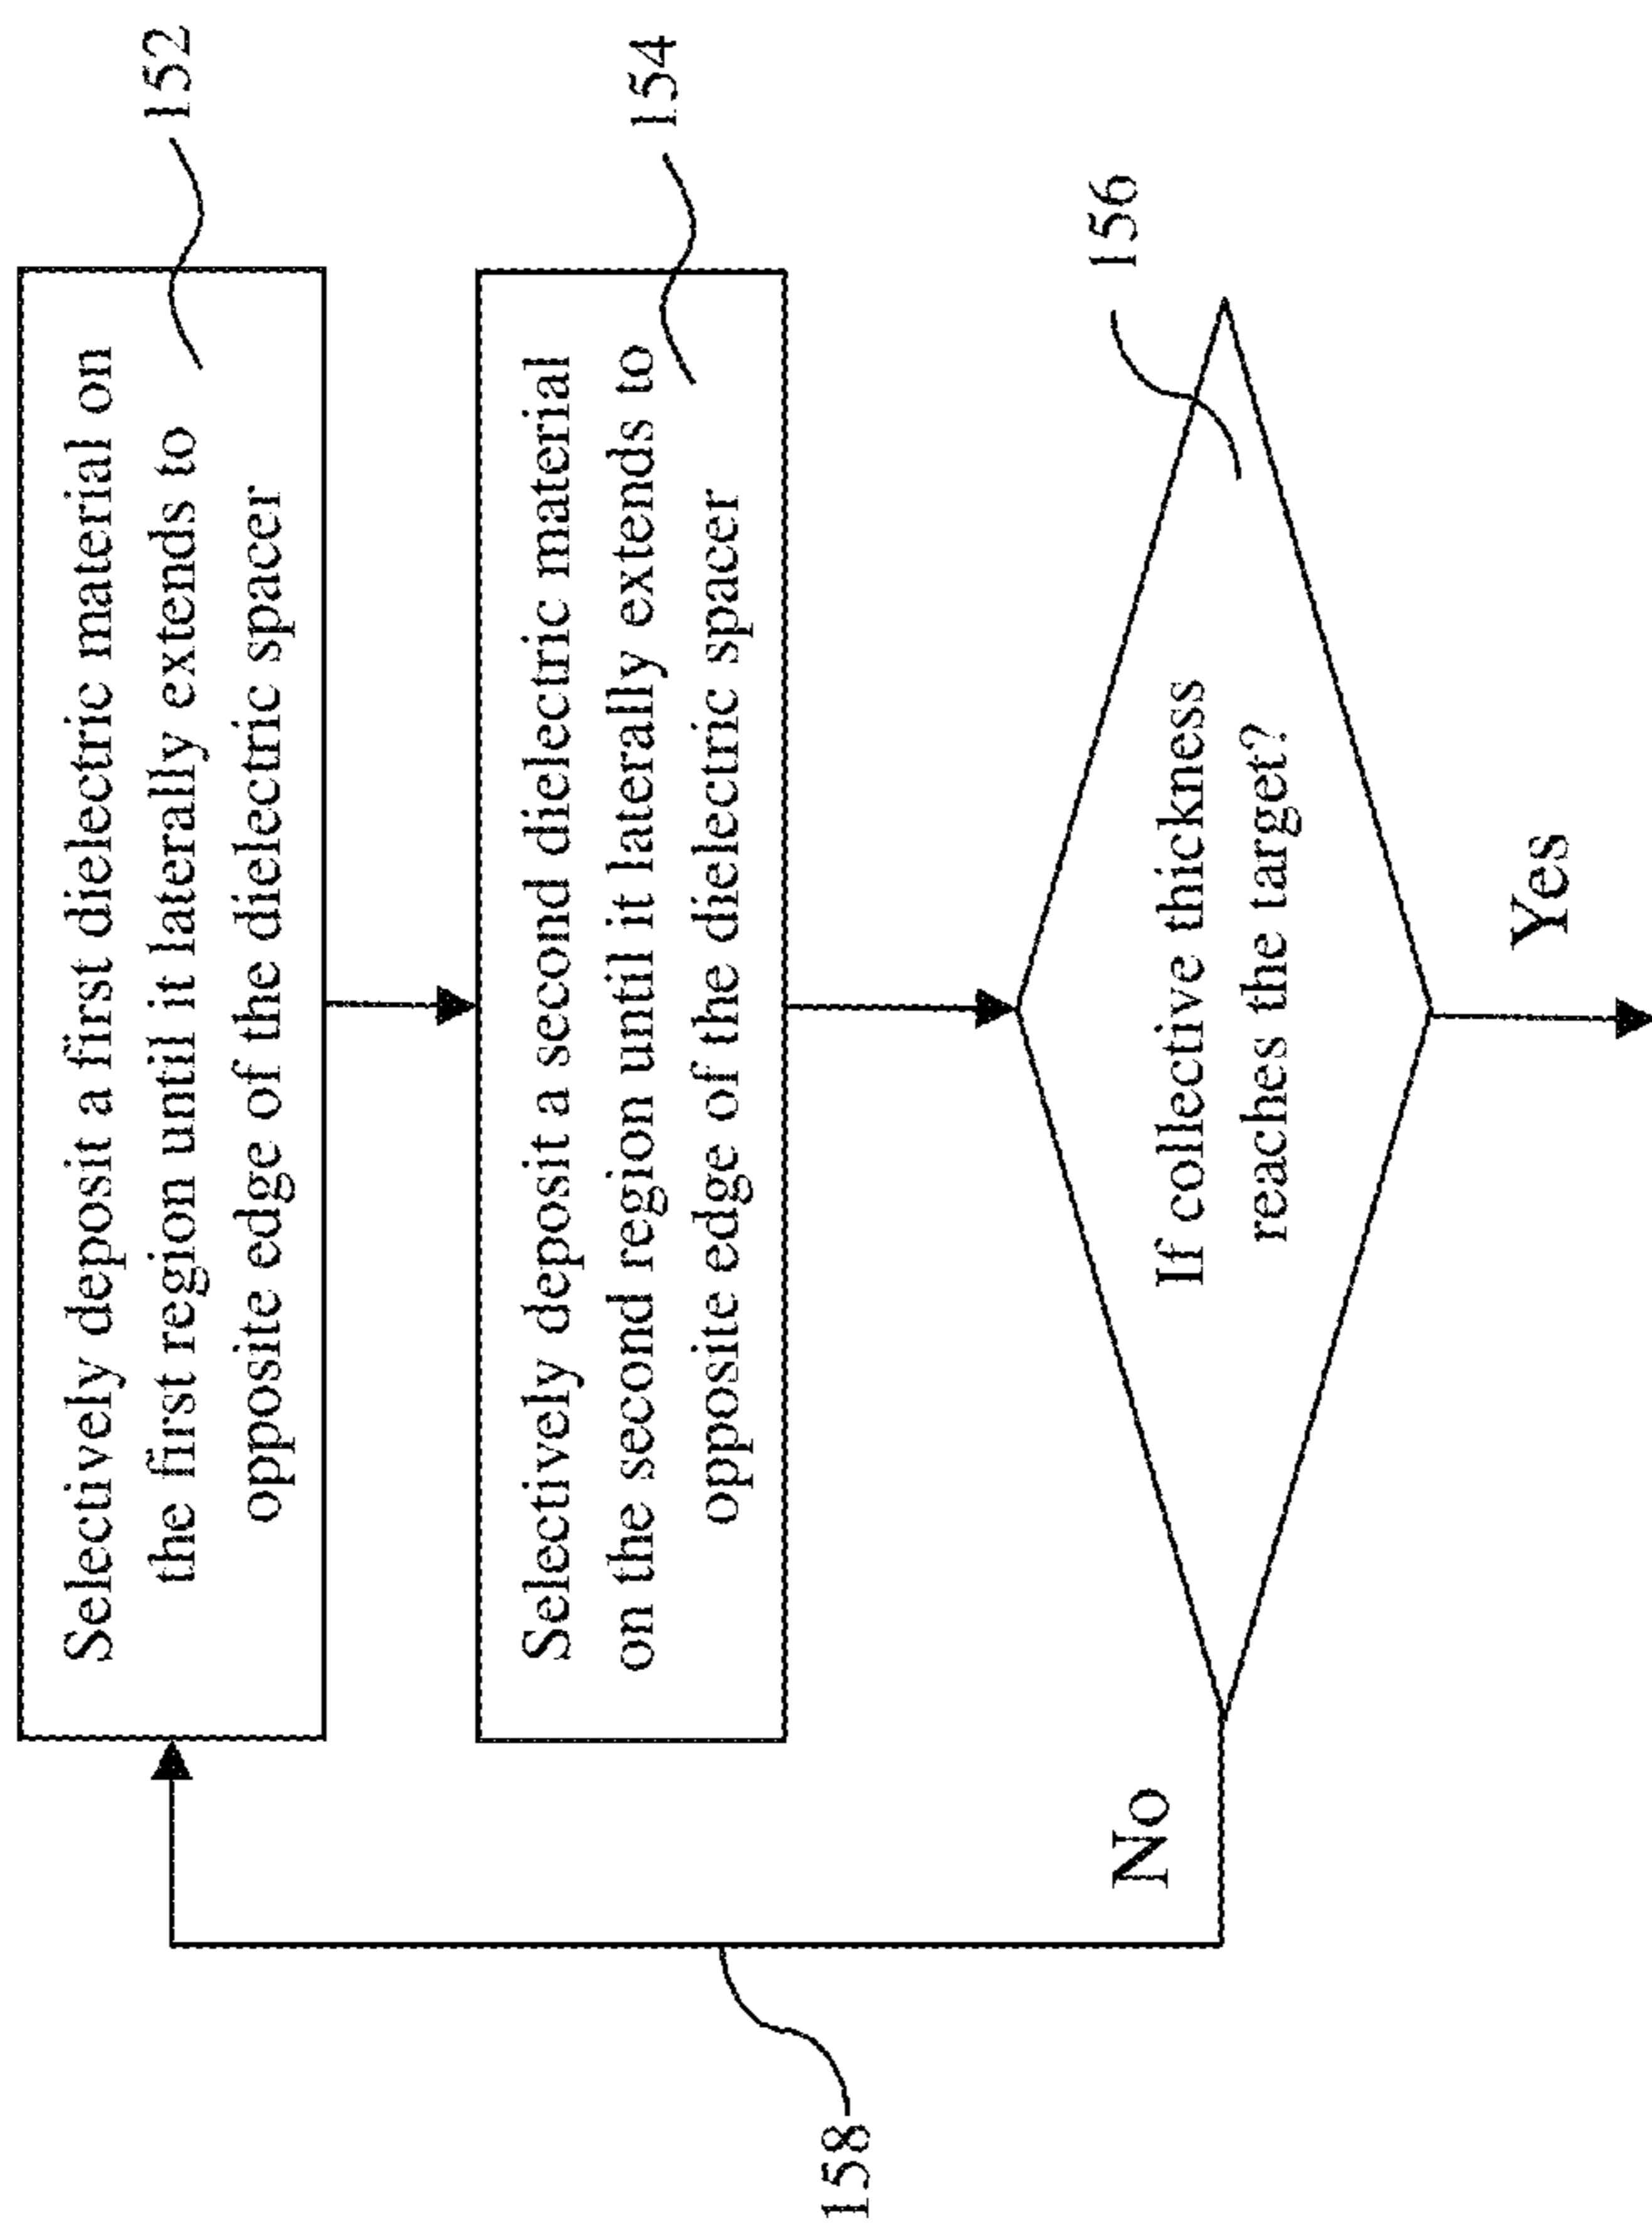 Selectively deposit a first dielectric material on
the first region until it laterally extends to
opposite edge of the dielectric spacer
152
Selectively deposit a second dielectric material
on the second region until it laterally extends to
opposite edge of the dielectric spacer
154
If collective thickness
reaches the target?
156
No
158
Yes